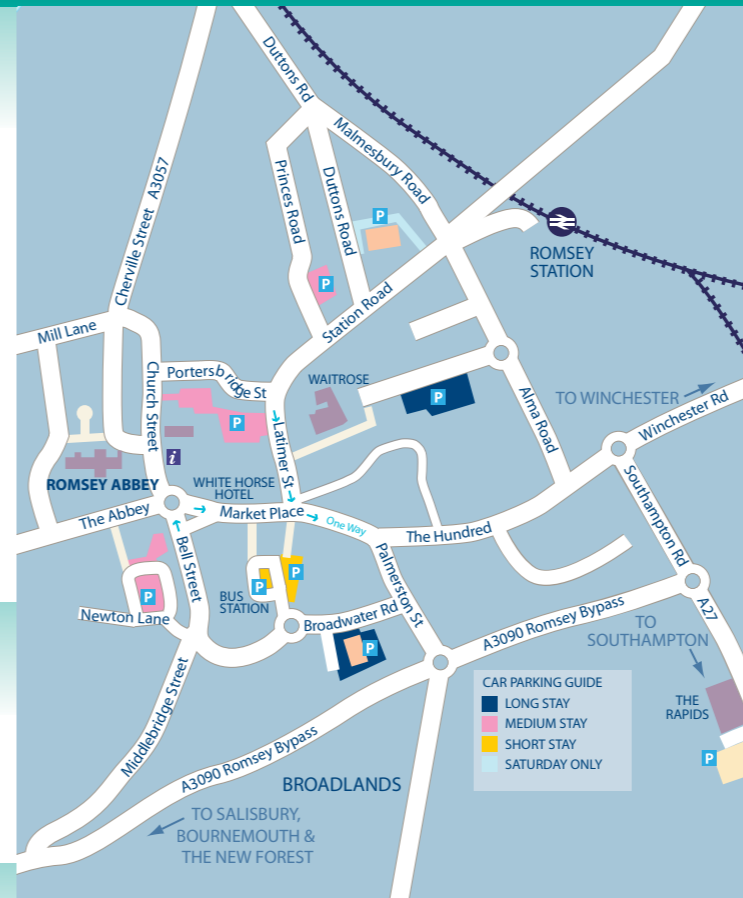 Duttons Rd
Malmesbury Road
Cherville Street A3057
Princes Road
Duttons Road
P
ROMSEY
STATION
P
Station Road
Mill Lane
Church Street
Portersbridge St
WAITROSE
P
TO WINCHESTER
Winchester Rd
Alma Road
P
Latimer St
i
ROMSEY ABBEY
WHITE HORSE
HOTEL
The Abbey
Market Place
One Way
The Hundred
Southampton Rd
Bell Street
Palmerston St
P
P
P
BUS
STATION
Newton Lane
Broadwater Rd
P
A3090 Romsey Bypass
A27
TO
SOUTHAMPTON
Middlebridge Street
CAR PARKING GUIDE
LONG STAY
MEDIUM STAY
SHORT STAY
SATURDAY ONLY
THE
RAPIDS
P
A3090 Romsey Bypass
BROADLANDS
TO SALISBURY,
BOURNEMOUTH &
THE NEW FOREST